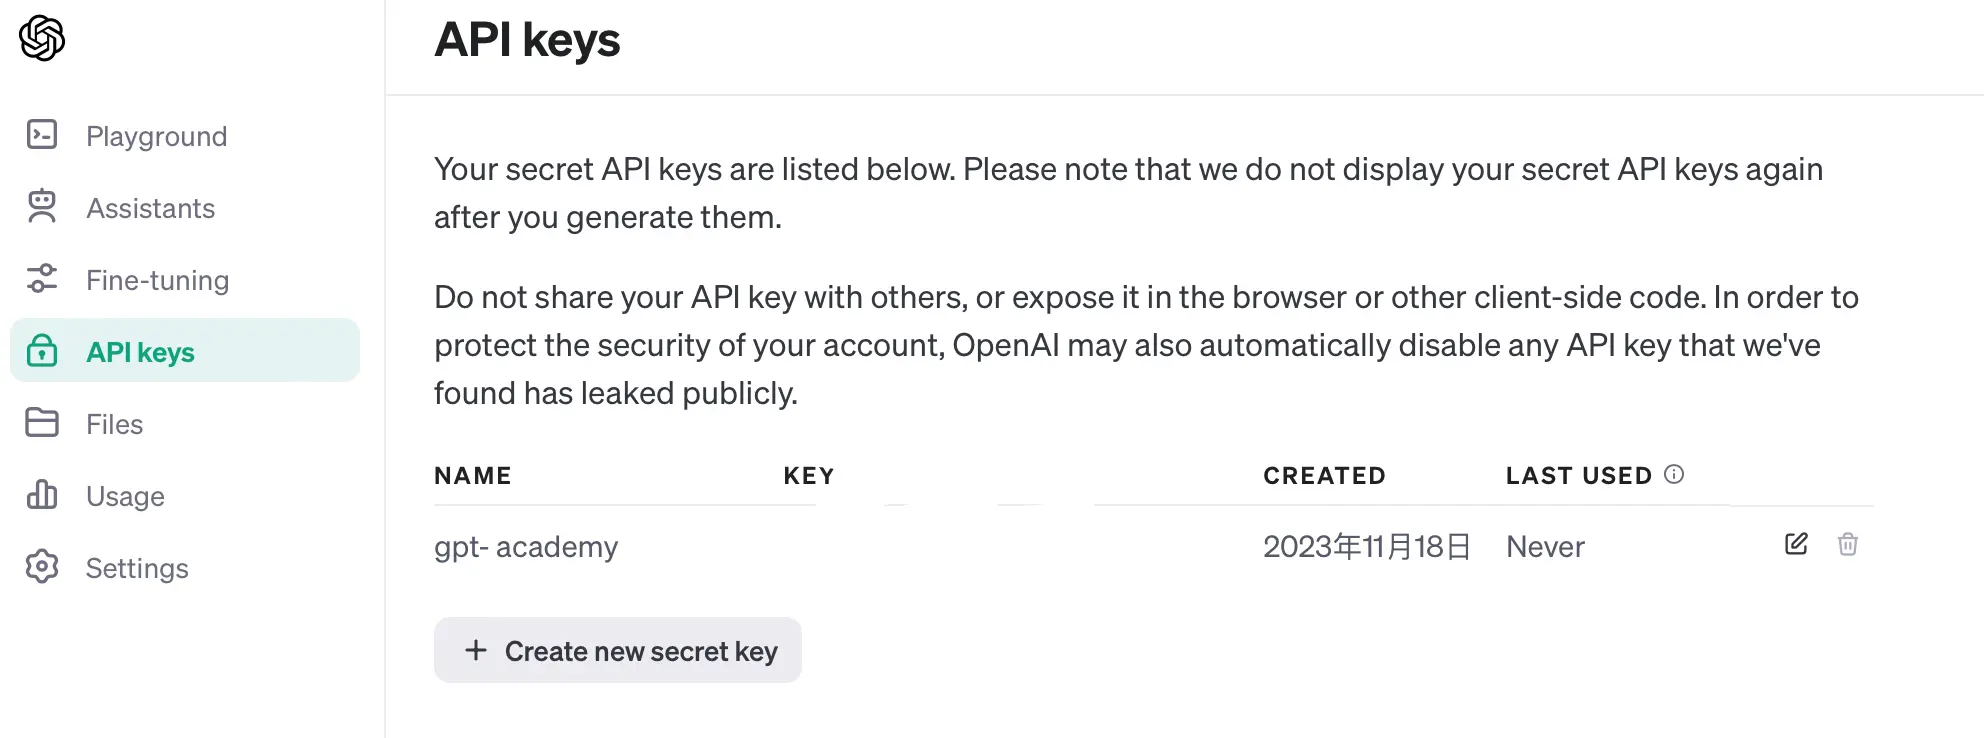 API keys
Playground
Assistants
Fine-tuning
API keys
Files
Usage
Settings
Your secret API keys are listed below. Please note that we do not display your secret API keys again
after you generate them.
Do not share your API key with others, or expose it in the browser or other client-side code. In order to
protect the security of your account, OpenAI may also automatically disable any API key that we've
found has leaked publicly.
NAME KEY CREATED LAST USED
gpt- academy 2023年11月18日 Never
+ Create new secret key